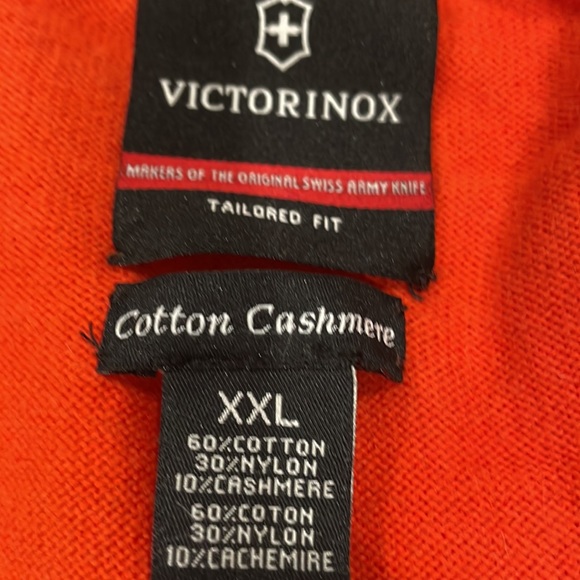 VICTORINOX
MAKERS OF THE ORIGINAL SWISS ARMY KNIFE
TAILORED FIT
Cotton Cashmere
XXL
60%COTTON
30%NYLON
10%CASHMERE
60%COTON
30%NYLON
10%CACHEMIRE